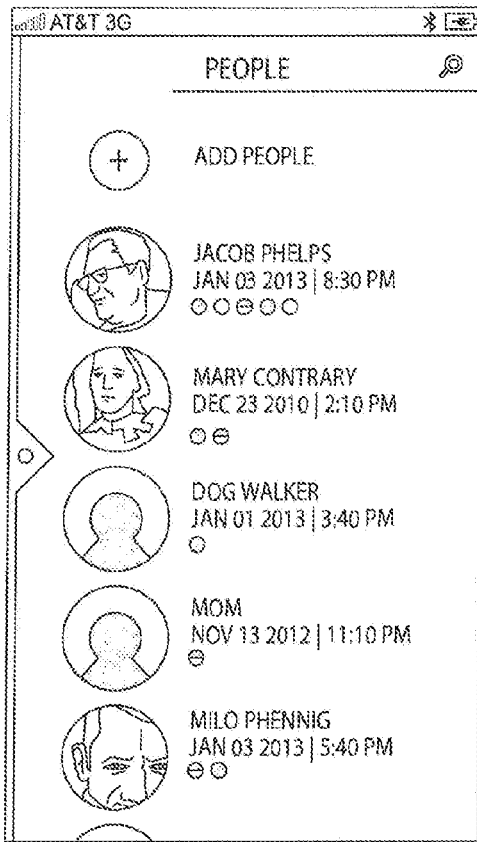 AT&T 3G
PEOPLE
ADD PEOPLE
JACOB PHELPS
JAN 03 2013 | 8:30 PM
MARY CONTRARY
DEC 23 2010 | 2:10 PM
DOG WALKER
JAN 01 2013 | 3:40 PM
MOM
NOV 13 2012 | 11:10 PM
MILO PHENNIG
JAN 03 2013 | 5:40 PM